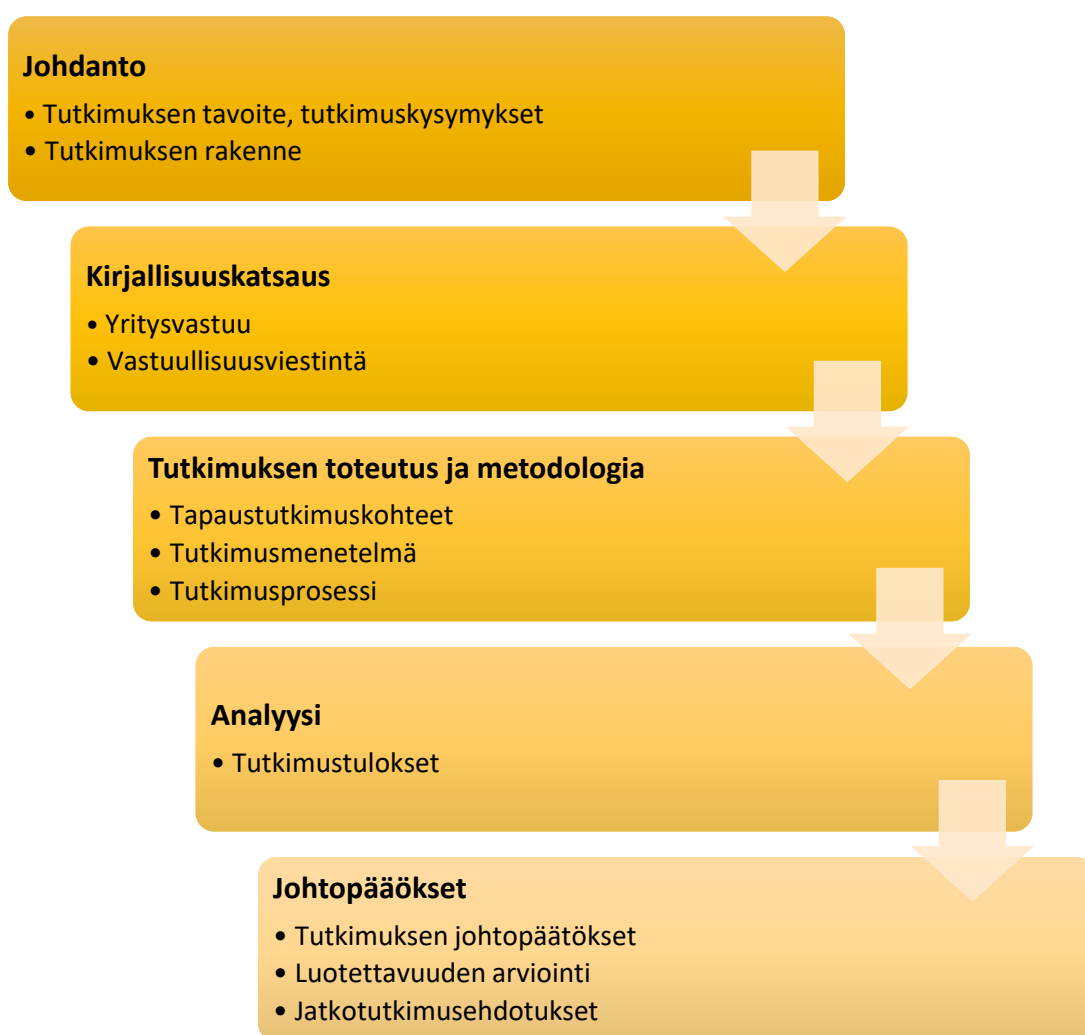 Johdanto
• Tutkimuksen tavoite, tutkimuskysymykset
• Tutkimuksen rakenne
Kirjallisuuskatsaus
• Yritysvastuu
• Vastuullisuusviestintä
Tutkimuksen toteutus ja metodologia
• Tapaustutkimuskohteet
• Tutkimusmenetelmä
• Tutkimusprosessi
Analyysi
• Tutkimustulokset
Johtopääökset
• Tutkimuksen johtopäätökset
• Luotettavuuden arviointi
• Jatkotutkimusehdotukset